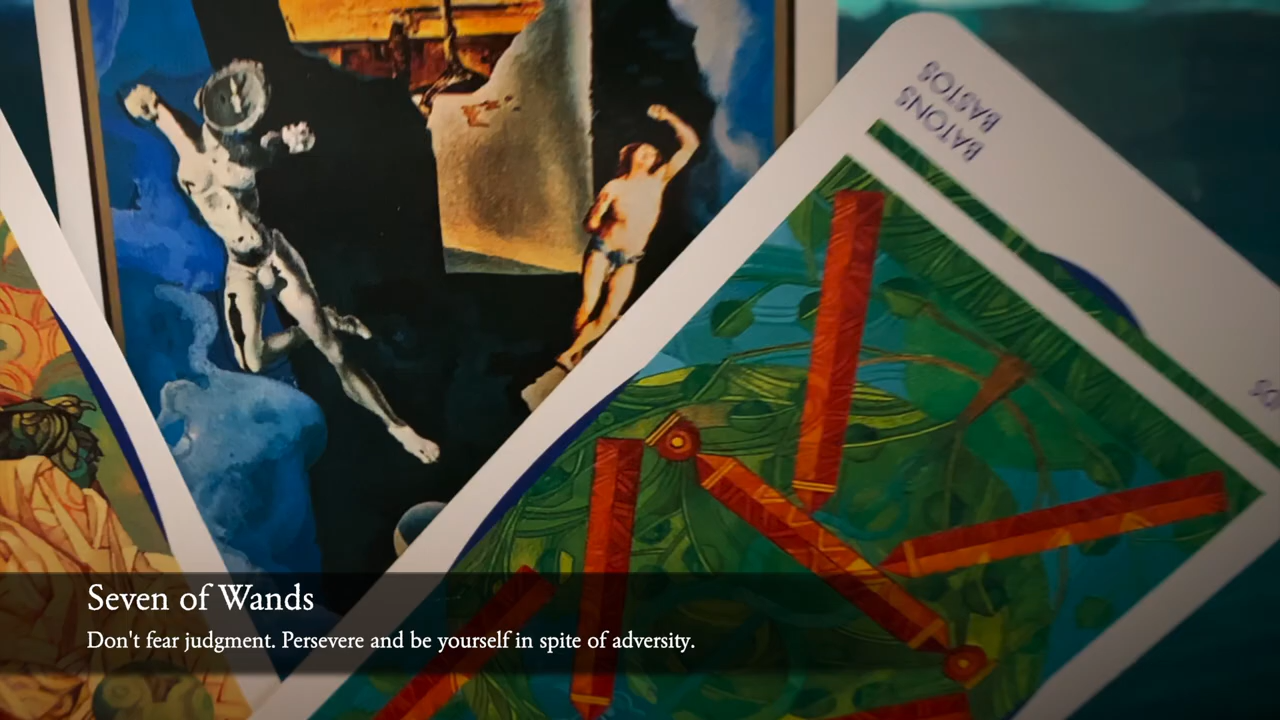 BASTOS
BATONS
Seven of Wands
Don't fear judgment. Persevere and be yourself in spite of adversity.